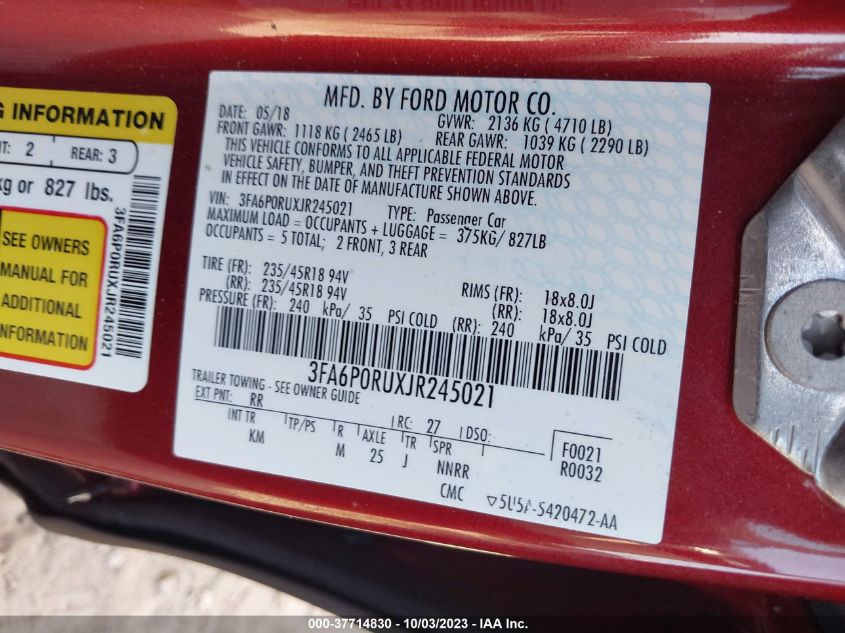 G INFORMATION
NT: 2 REAR: 3
kg or 827 lbs.
SEE OWNERS
MANUAL FOR
ADDITIONAL
INFORMATION
3FA6P0RUXJR245021
MFD. BY FORD MOTOR CO.
DATE: 05/18 GVWR: 2136 KG ( 4710 LB)
FRONT GAWR: 1118 KG ( 2465 LB) REAR GAWR: 1039 KG ( 2290 LB)
THIS VEHICLE CONFORMS TO ALL APPLICABLE FEDERAL MOTOR
VEHICLE SAFETY, BUMPER, AND THEFT PREVENTION STANDARDS
IN EFFECT ON THE DATE OF MANUFACTURE SHOWN ABOVE.
VIN: 3FA6P0RUXJR245021 TYPE: Passenger Car
MAXIMUM LOAD = OCCUPANTS + LUGGAGE = 375KG/ 827LB
OCCUPANTS = 5 TOTAL; 2 FRONT, 3 REAR
TIRE (FR): 235/45R18 94V RIMS (FR): 18x8.0J
(RR): 235/45R18 94V (RR): 18x8.0J
PRESSURE (FR): 240 kPa/ 35 PSI COLD (RR): 240 kPa/ 35 PSI COLD
3FA6P0RUXJR245021
TRAILER TOWING - SEE OWNER GUIDE
EXT PNT: RR RC: 27 DSO: F0021
INT TR TP/PS R AXLE TR SPR R0032
KM M 25 J NNRR
CMC 5U5A-S420472-AA
000-37714830 - 10/03/2023 - IAA Inc.